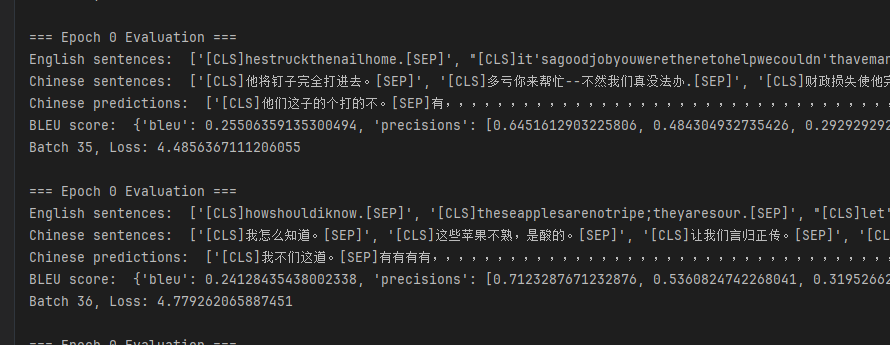 === Epoch 0 Evaluation ===
English sentences:  ['[CLS]hestruckthenailhome.[SEP]', "[CLS]it'sagoodjobyouweretheretohelpwecouldn'thaveman
Chinese sentences:  ['[CLS]他将钉子完全打进去。[SEP]', '[CLS]多亏你来帮忙--不然我们真没法办.[SEP]', '[CLS]财政损失使他完
Chinese predictions:  ['[CLS]他们这子的个打的不。[SEP]有，，，，，，，，，，，，，，，，，，，，，，，，，，，，，，，，，，
BLEU score:  {'bleu': 0.25506359135300494, 'precisions': [0.6451612903225806, 0.484304932735426, 0.292929292
Batch 35, Loss: 4.4856367111206055
=== Epoch 0 Evaluation ===
English sentences:  ['[CLS]howshouldiknow.[SEP]', '[CLS]theseapplesarenotripe;theyaresour.[SEP]', "[CLS]let'
Chinese sentences:  ['[CLS]我怎么知道。[SEP]', '[CLS]这些苹果不熟，是酸的。[SEP]', '[CLS]让我们言归正传。[SEP]', '[CL
Chinese predictions:  ['[CLS]我不们这道。[SEP]有有有有，，，，，，，，，，，，，，，，，，，，，，，，，，，，，，，，，，
BLEU score:  {'bleu': 0.24128435438002338, 'precisions': [0.7123287671232876, 0.5360824742268041, 0.31952662
Batch 36, Loss: 4.779262065887451
=== Epoch 0 Evaluation ===